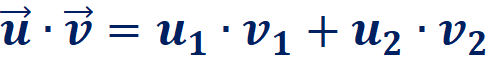 u⃗ · v⃗ = u₁ · v₁ + u₂ · v₂